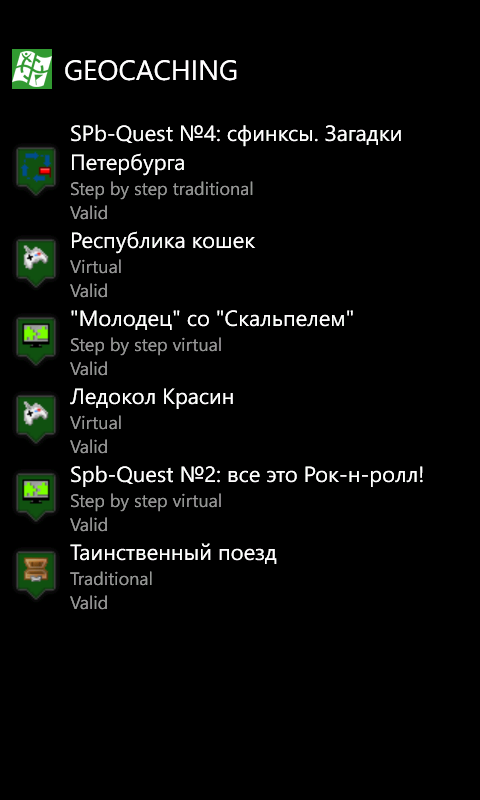 GEOCACHING
SPb-Quest №4: сфинксы. Загадки
Петербурга
Step by step traditional
Valid
Республика кошек
Virtual
Valid
"Молодец" со "Скальпелем"
Step by step virtual
Valid
Ледокол Красин
Virtual
Valid
Spb-Quest №2: все это Рок-н-ролл!
Step by step virtual
Valid
Таинственный поезд
Traditional
Valid